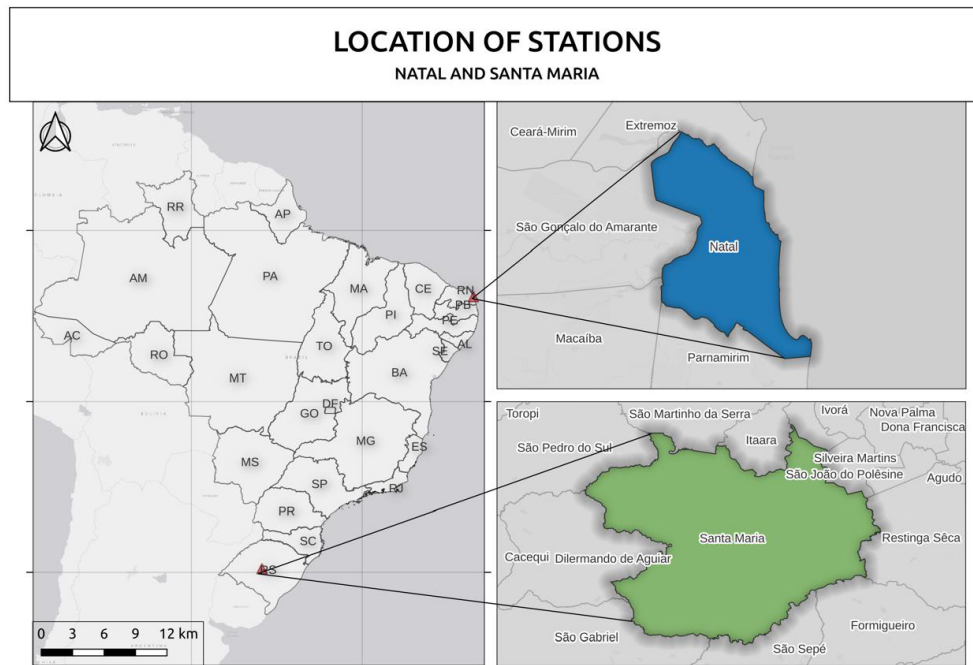 LOCATION OF STATIONS
NATAL AND SANTA MARIA
RR
AP
AM
PA
MA
CE
RN
PB
PI
PE
AC
TO
AL
RO
SE
BA
MT
DF
GO
MG
ES
MS
SP
RJ
PR
SC
RS
0 3 6 9 12 km
Extremoz
Ceará-Mirim
São Gonçalo do Amarante
Natal
Macaíba
Parnamirim
Toropi
São Martinho da Serra
Ivorá
Nova Palma
Dona Francisca
Itaara
São Pedro do Sul
Silveira Martins
São João do Polêsine
Agudo
Santa Maria
Restinga Sêca
Cacequi
Dilermando de Aguiar
Formigueiro
São Gabriel
São Sepé